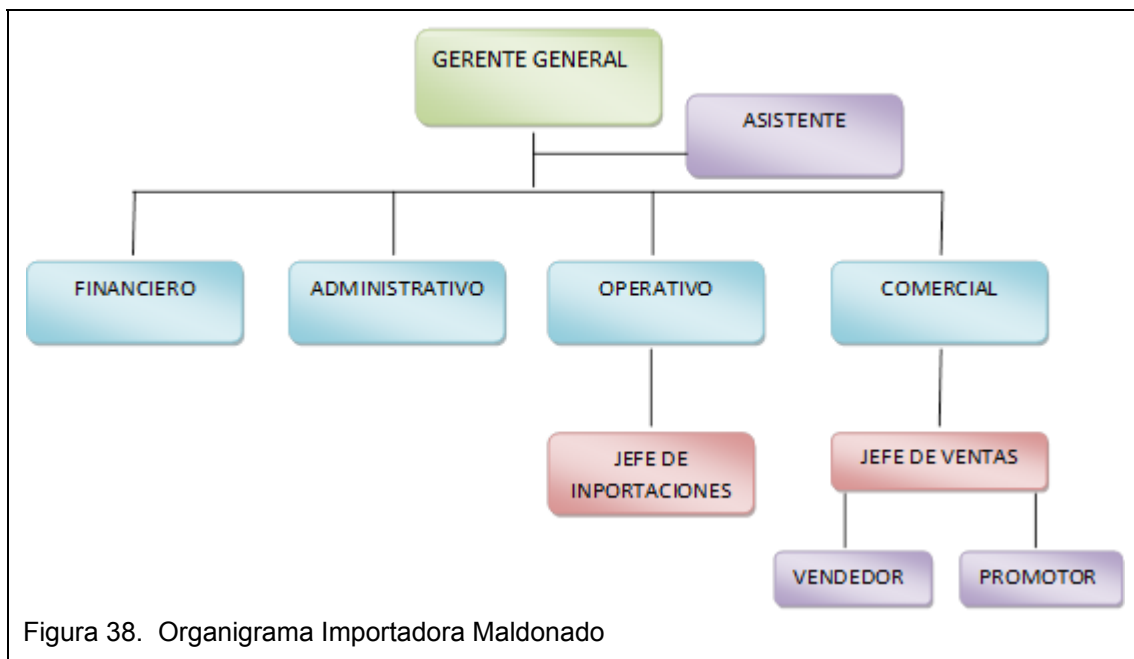 GERENTE GENERAL
ASISTENTE
FINANCIERO
ADMINISTRATIVO
OPERATIVO
COMERCIAL
JEFE DE
INPORTACIONES
JEFE DE VENTAS
VENDEDOR
PROMOTOR
Figura 38. Organigrama Importadora Maldonado